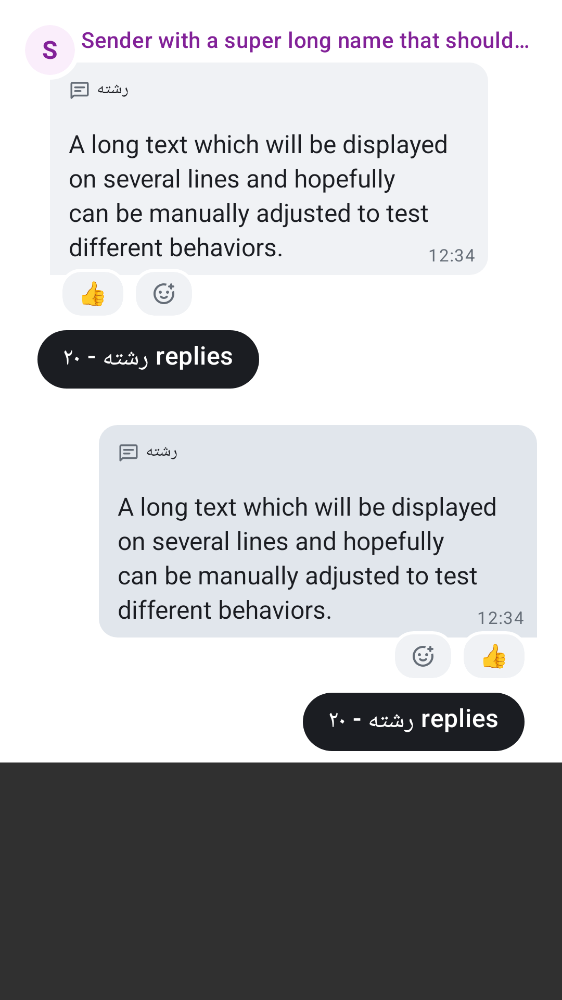 S
Sender with a super long name that should…
رشته
A long text which will be displayed
on several lines and hopefully
can be manually adjusted to test
different behaviors.
12:34
رشته - ۲۰ replies
رشته
A long text which will be displayed
on several lines and hopefully
can be manually adjusted to test
different behaviors.
12:34
رشته - ۲۰ replies